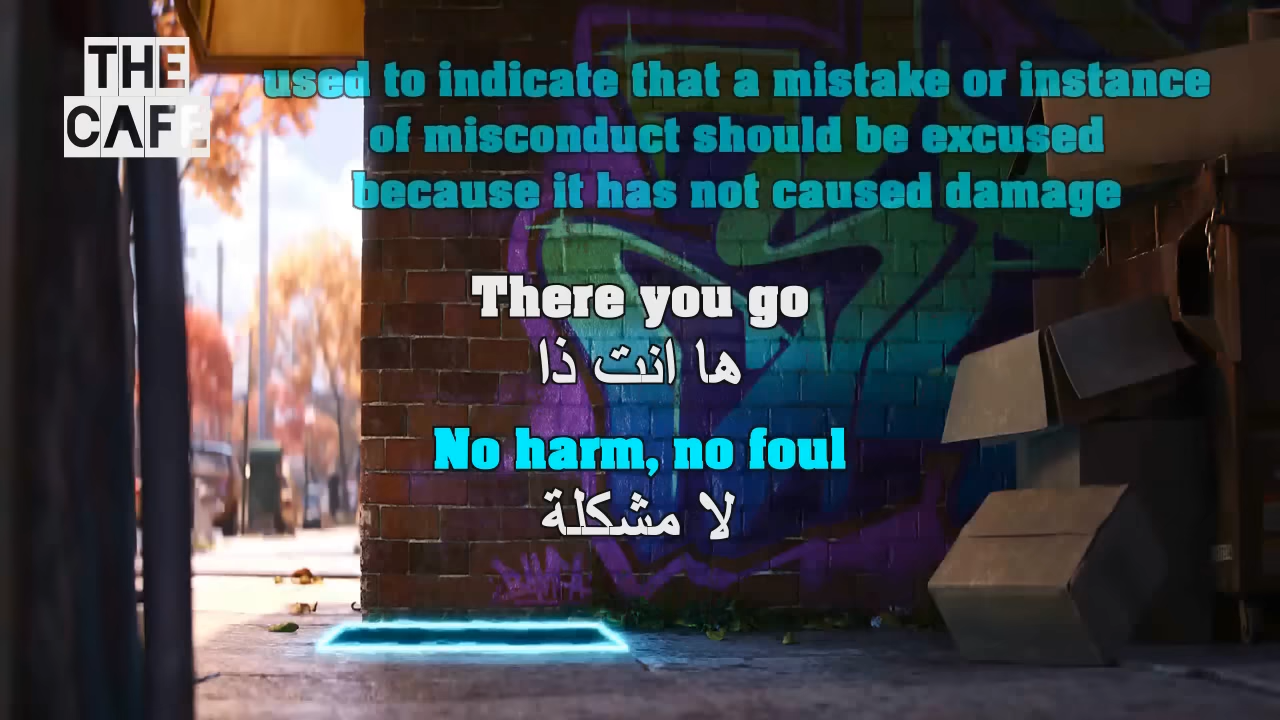 THE
CAFE
used to indicate that a mistake or instance
of misconduct should be excused
because it has not caused damage
There you go
ها انت ذا
No harm, no foul
لا مشكلة